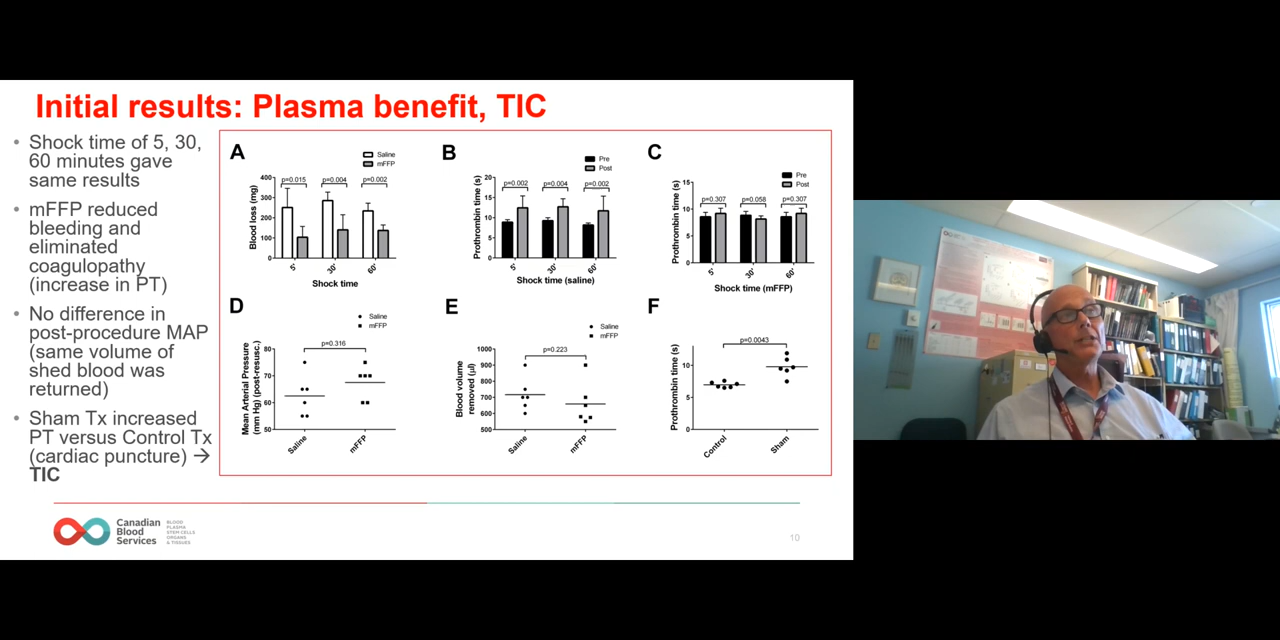 Initial results: Plasma benefit, TIC
• Shock time of 5, 30,
60 minutes gave
same results
• mFFP reduced
bleeding and
eliminated
coagulopathy
(increase in PT)
• No difference in
post-procedure MAP
(same volume of
shed blood was
returned)
• Sham Tx increased
PT versus Control Tx
(cardiac puncture) →
TIC
A
Saline
mFFP
p=0.015 p=0.004 p=0.002
Blood loss (mg)
400
300
200
100
0
5' 30' 60'
Shock time
B
Pre
Post
p=0.002 p=0.004 p=0.002
Prothrombin time (s)
20
15
10
5
0
5' 30' 60'
Shock time (saline)
C
Pre
Post
p=0.307 p=0.058 p=0.307
Prothrombin time (s)
15
10
5
0
5' 30' 60'
Shock time (mFFP)
D
Saline
mFFP
p=0.316
Mean Arterial Pressure
(mm Hg) (post-resusc.)
80
70
60
50
Saline mFFP
E
Saline
mFFP
p=0.223
Blood volume
removed (µl)
1000
900
800
700
600
500
Saline mFFP
F
p=0.0043
Prothrombin time (s)
10
5
0
Control Sham
Canadian
Blood
Services
BLOOD
PLASMA
STEM CELLS
ORGANS
& TISSUES
10